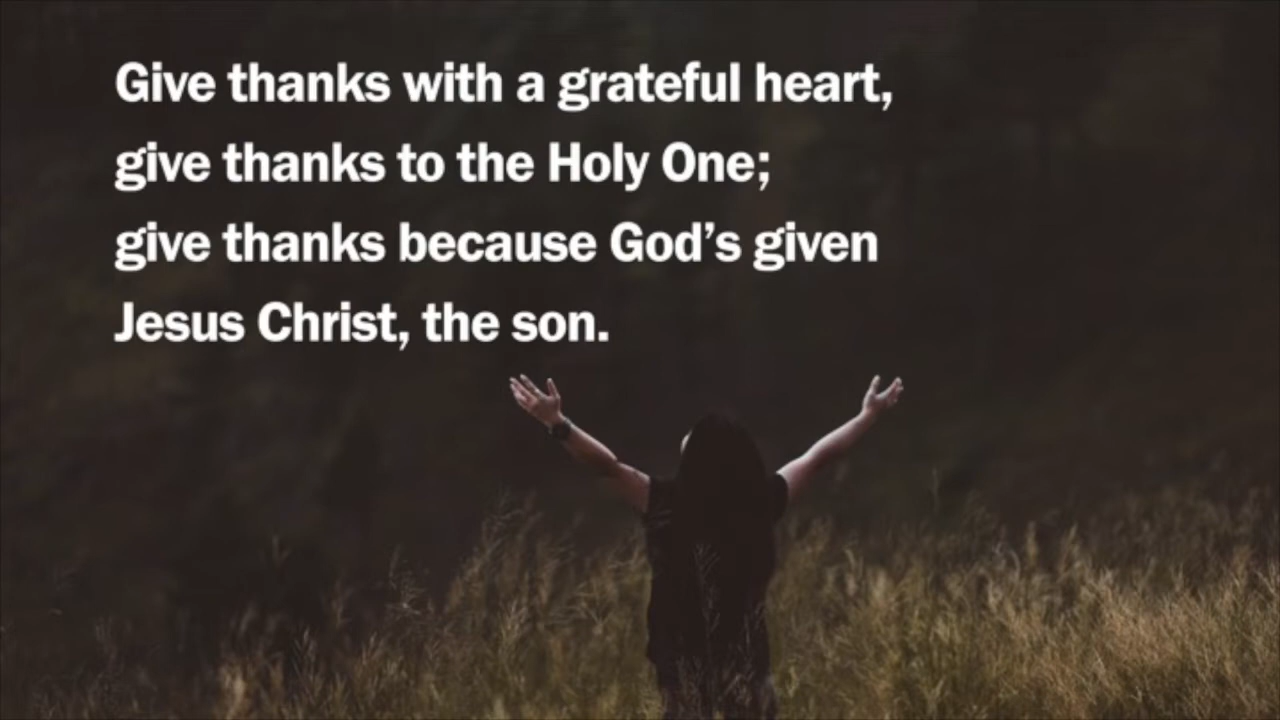 Give thanks with a grateful heart,
give thanks to the Holy One;
give thanks because God’s given
Jesus Christ, the son.